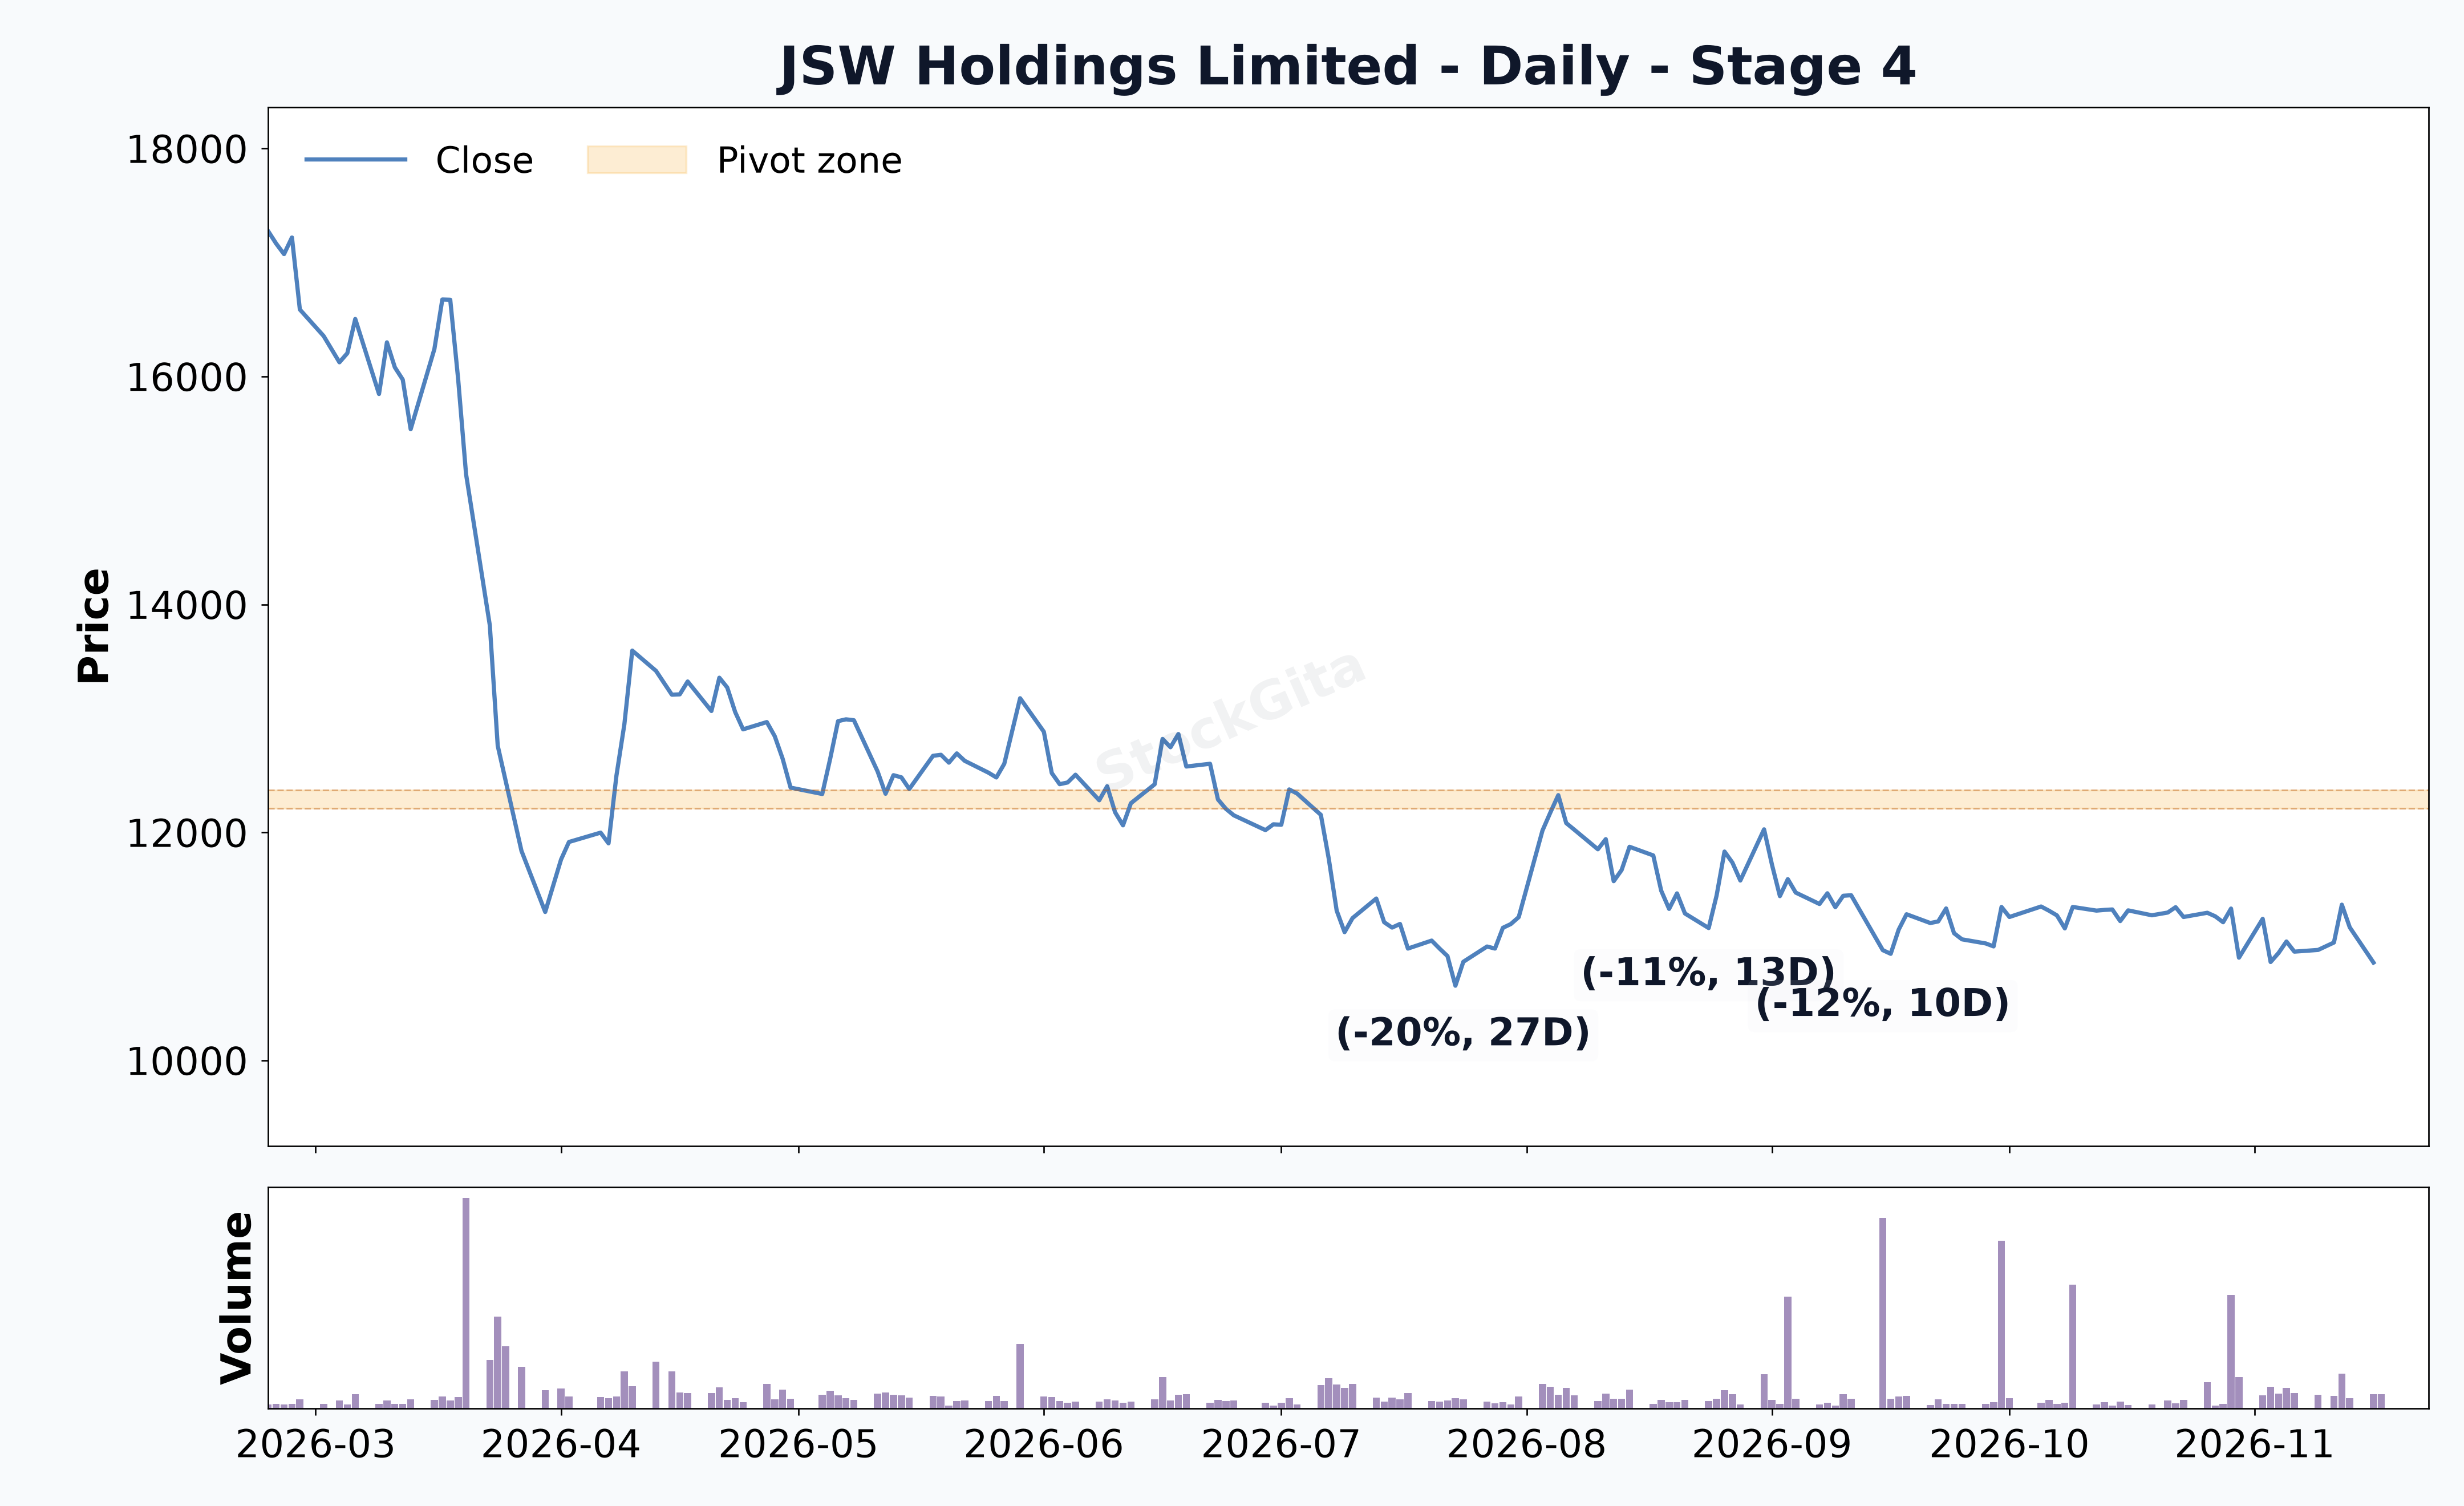 JSW Holdings Limited - Daily - Stage 4
Close
Pivot zone
18000
16000
14000
12000
10000
Price
StockGita
(-11%, 13D)
(-12%, 10D)
(-20%, 27D)
Volume
2026-03
2026-04
2026-05
2026-06
2026-07
2026-08
2026-09
2026-10
2026-11